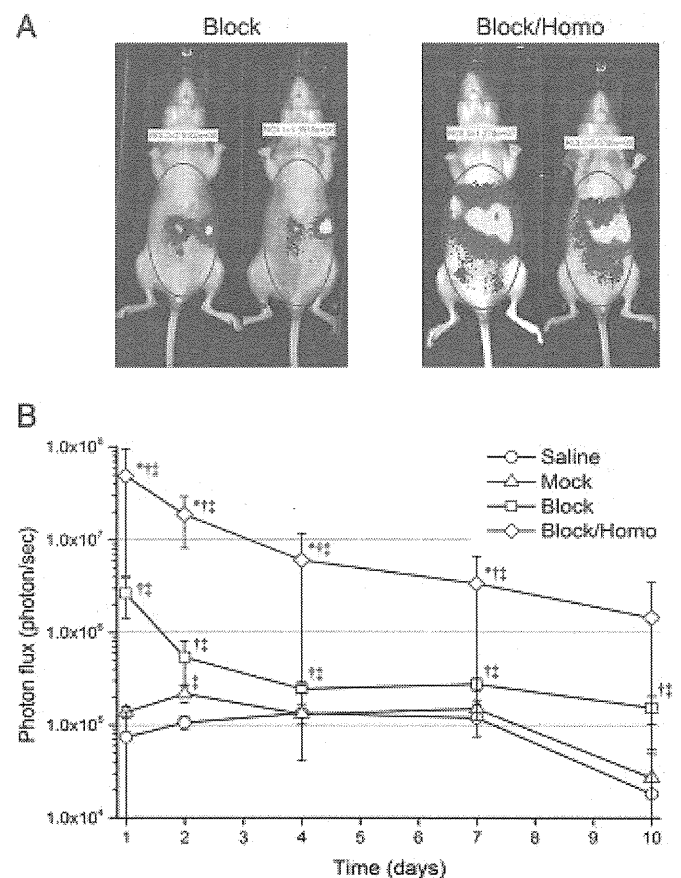 A
Block
Block/Homo
B
Photon flux (photon/sec)
1.0x10⁸
1.0x10⁷
1.0x10⁶
1.0x10⁵
1.0x10⁴
Saline
Mock
Block
Block/Homo
*†‡
*†‡
*†‡
*†‡
†‡
†‡
‡
†‡
†‡
†‡
1
2
3
4
5
6
7
8
9
10
Time (days)